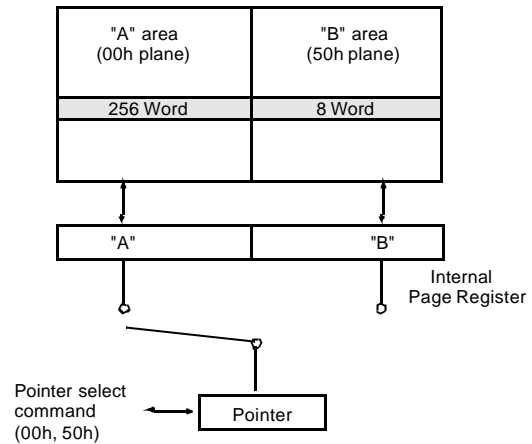 "A" area
(00h plane)
"B" area
(50h plane)
256 Word
8 Word
"A"
"B"
Internal
Page Register
Pointer select
command
(00h, 50h)
Pointer